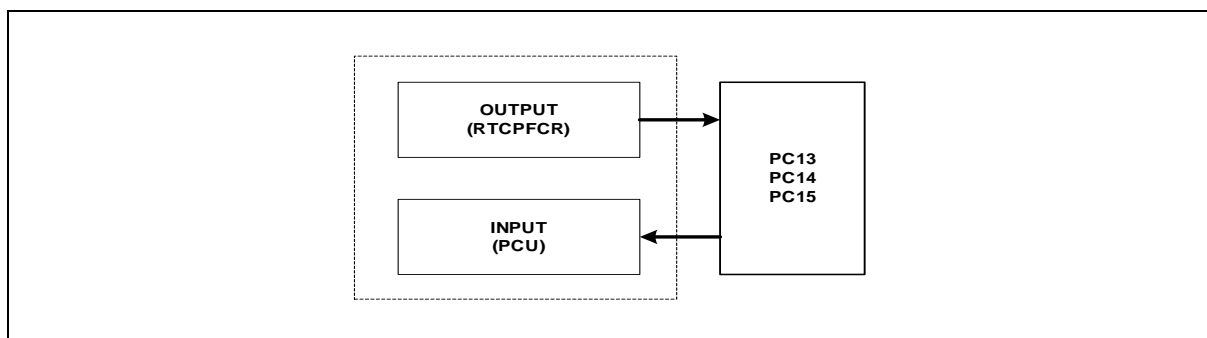 OUTPUT
(RTCPFCR)
PC13
PC14
PC15
INPUT
(PCU)